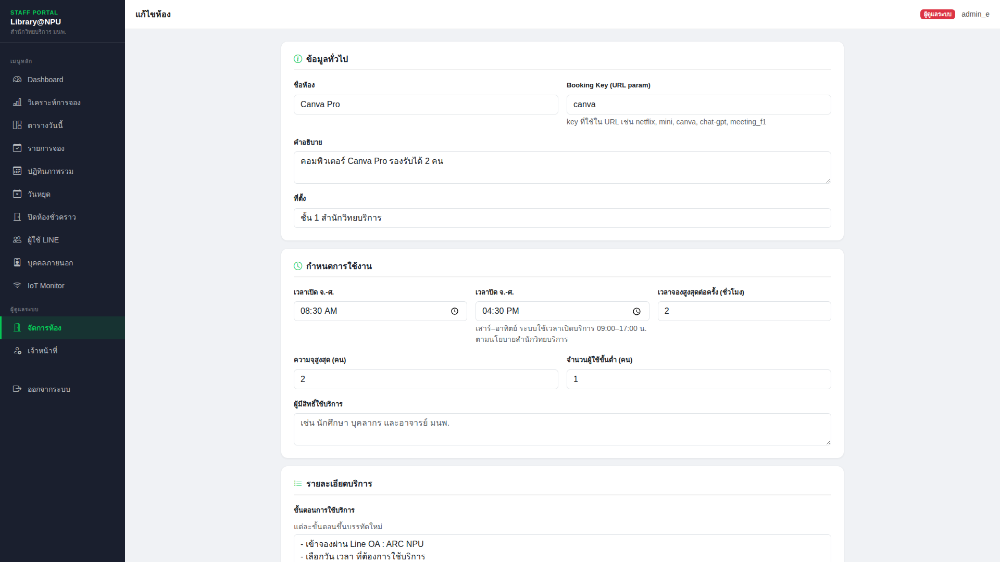 STAFF PORTAL
Library@NPU
สำนักวิทยบริการ มนพ.
เมนูหลัก
Dashboard
วิเคราะห์การจอง
ตารางวันนี้
รายการจอง
ปฏิทินภาพรวม
วันหยุด
ปิดห้องชั่วคราว
ผู้ใช้ LINE
บุคคลภายนอก
IoT Monitor
ผู้ดูแลระบบ
จัดการห้อง
เจ้าหน้าที่
ออกจากระบบ
แก้ไขห้อง
ผู้ดูแลระบบ admin_e
ข้อมูลทั่วไป
ชื่อห้อง
Canva Pro
Booking Key (URL param)
canva
key ที่ใช้ใน URL เช่น netflix, mini, canva, chat-gpt, meeting_f1
คำอธิบาย
คอมพิวเตอร์ Canva Pro รองรับได้ 2 คน
ที่ตั้ง
ชั้น 1 สำนักวิทยบริการ
กำหนดการใช้งาน
เวลาเปิด จ.-ศ.
08:30 AM
เวลาปิด จ.-ศ.
04:30 PM
เสาร์–อาทิตย์ ระบบใช้เวลาเปิดบริการ 09:00–17:00 น.
ตามนโยบายสำนักวิทยบริการ
เวลาจองสูงสุดต่อครั้ง (ชั่วโมง)
2
ความจุสูงสุด (คน)
2
จำนวนผู้ใช้ขั้นต่ำ (คน)
1
ผู้มีสิทธิ์ใช้บริการ
เช่น นักศึกษา บุคลากร และอาจารย์ มนพ.
รายละเอียดบริการ
ขั้นตอนการใช้บริการ
แต่ละขั้นตอนขึ้นบรรทัดใหม่
- เข้าจองผ่าน Line OA : ARC NPU
- เลือกวัน เวลา ที่ต้องการใช้บริการ